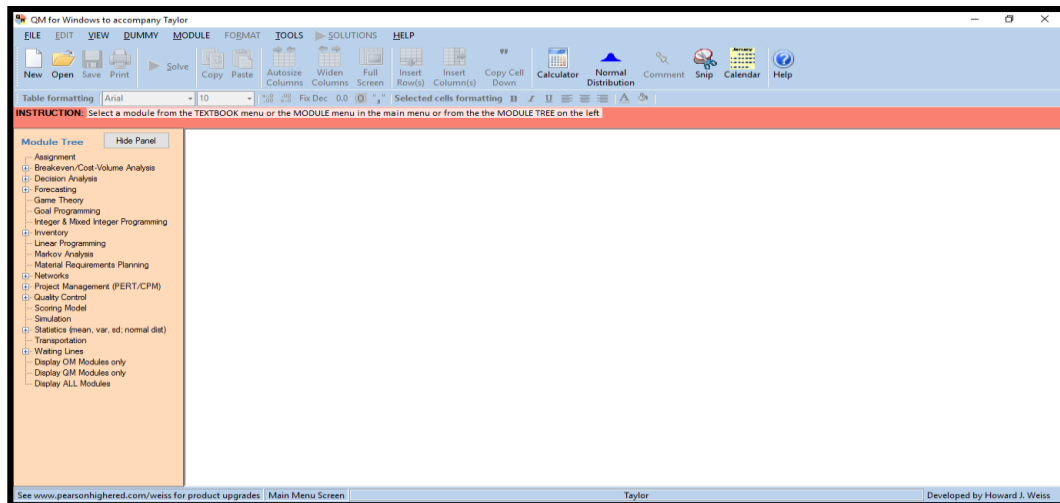 QM for Windows to accompany Taylor
FILE EDIT VIEW DUMMY MODULE FORMAT TOOLS SOLUTIONS HELP
New Open Save Print Solve Copy Paste Autosize Columns Widen Columns Full Screen Insert Row(s) Insert Column(s) Copy Cell Down Calculator Normal Distribution Comment Snip January Calendar Help
Table formatting Arial 10 Fix Dec 0.0 0 "," Selected cells formatting B I U A
INSTRUCTION: Select a module from the TEXTBOOK menu or the MODULE menu in the main menu or from the the MODULE TREE on the left
Module Tree Hide Panel
Assignment
Breakeven/Cost-Volume Analysis
Decision Analysis
Forecasting
Game Theory
Goal Programming
Integer & Mixed Integer Programming
Inventory
Linear Programming
Markov Analysis
Material Requirements Planning
Networks
Project Management (PERT/CPM)
Quality Control
Scoring Model
Simulation
Statistics (mean, var, sd; normal dist)
Transportation
Waiting Lines
Display OM Modules only
Display QM Modules only
Display ALL Modules
See www.pearsonhighered.com/weiss for product upgrades Main Menu Screen Taylor Developed by Howard J. Weiss